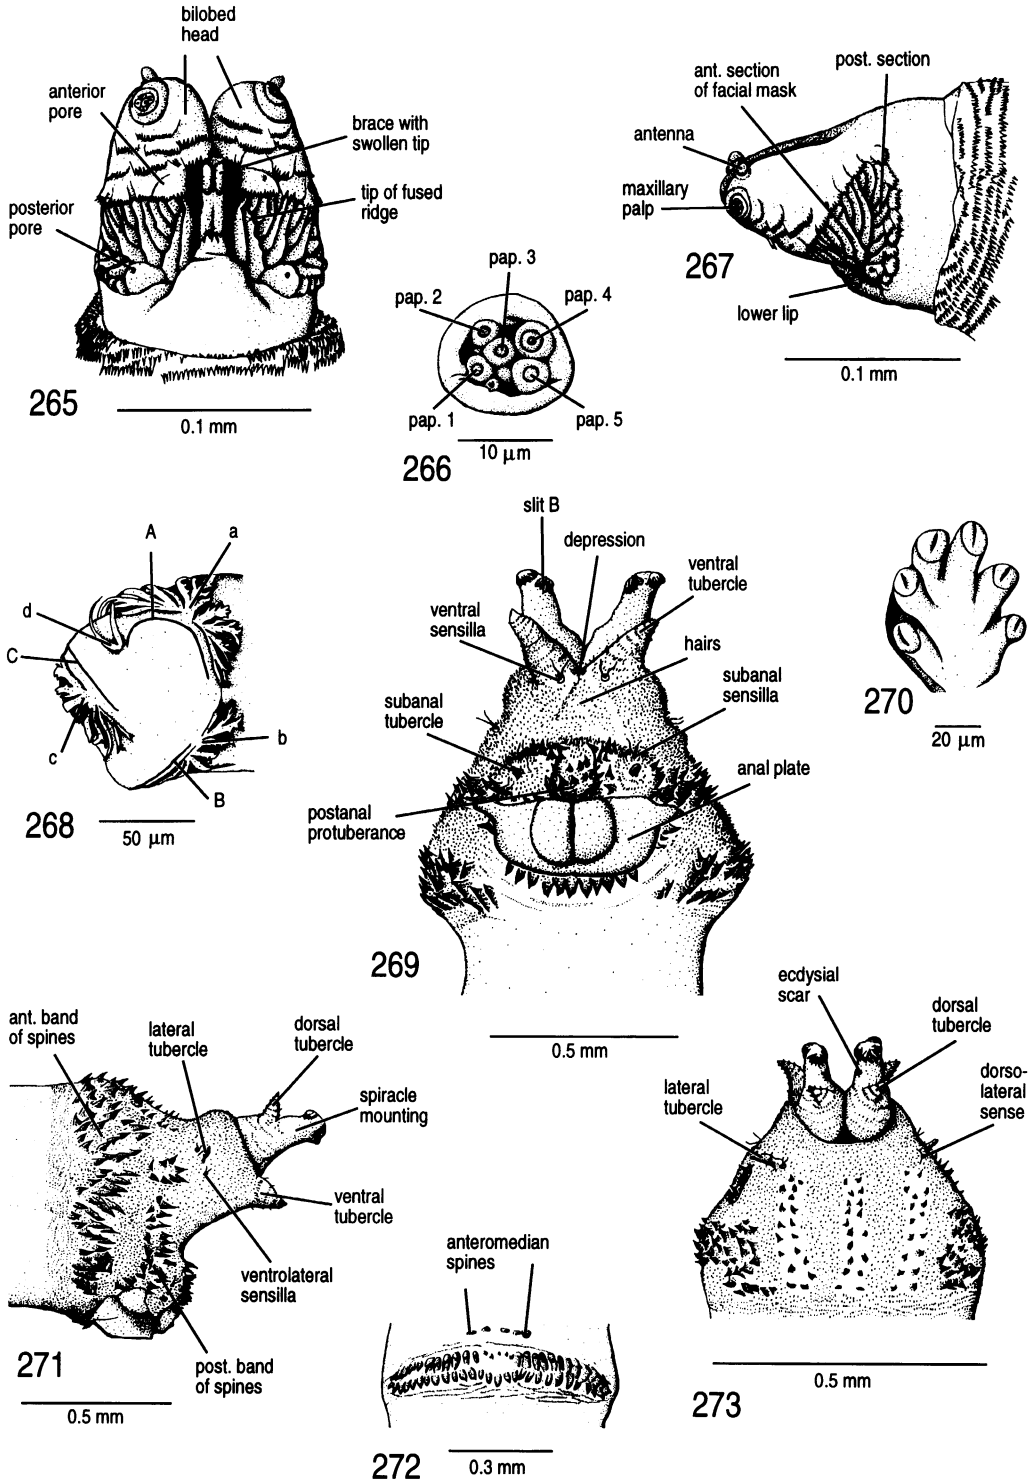 bilobed
head
anterior
pore
brace with
swollen tip
tip of fused
ridge
posterior
pore
265
0.1 mm
pap. 3
pap. 2
pap. 4
pap. 1
pap. 5
10 μm
266
ant. section
of facial mask
post. section
antenna
maxillary
palp
267
lower lip
0.1 mm
A
a
d
C
c
b
B
268
50 μm
slit B
depression
ventral
tubercle
ventral
sensilla
hairs
subanal
sensilla
subanal
tubercle
anal plate
postanal
protuberance
269
0.5 mm
270
20 μm
ant. band
of spines
lateral
tubercle
dorsal
tubercle
spiracle
mounting
ventral
tubercle
ventrolateral
sensilla
post. band
of spines
271
0.5 mm
anteromedian
spines
272
0.3 mm
ecdysial
scar
dorsal
tubercle
dorso-
lateral
sense
lateral
tubercle
0.5 mm
273